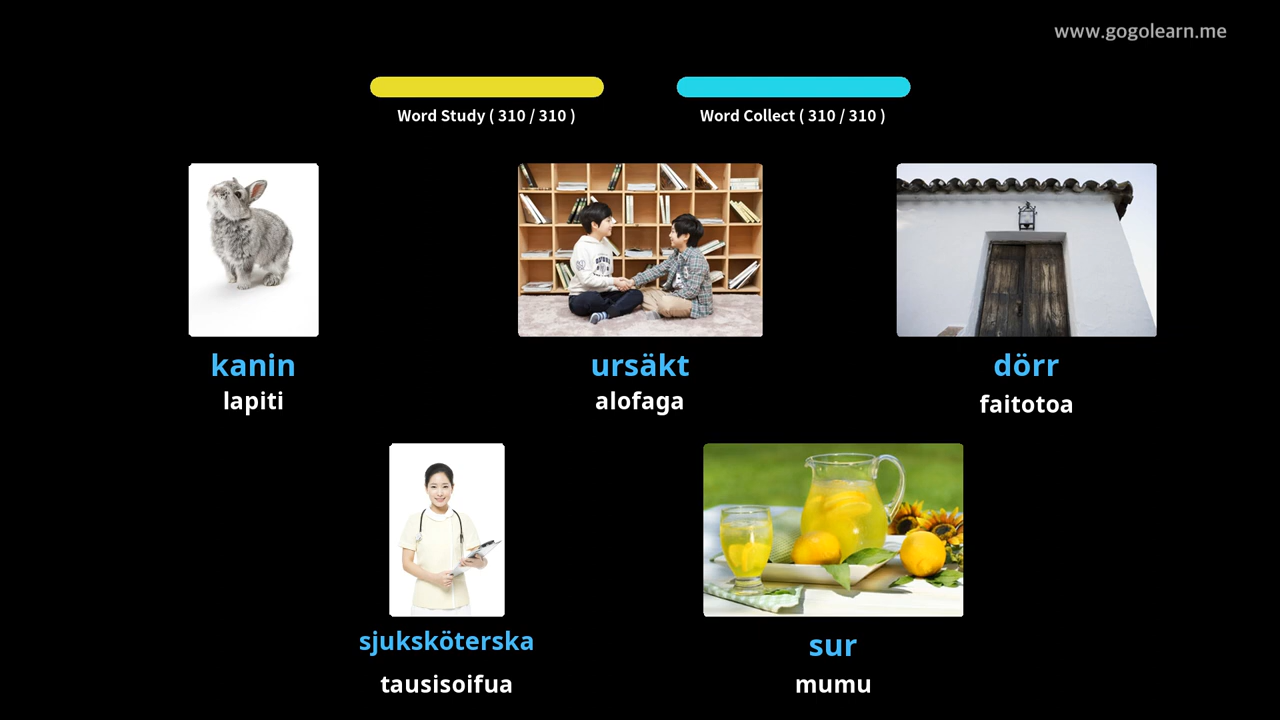 www.gogolearn.me
Word Study ( 310 / 310 )
Word Collect ( 310 / 310 )
kanin
lapiti
ursäkt
alofaga
dörr
faitotoa
sjuksköterska
tausisoifua
sur
mumu